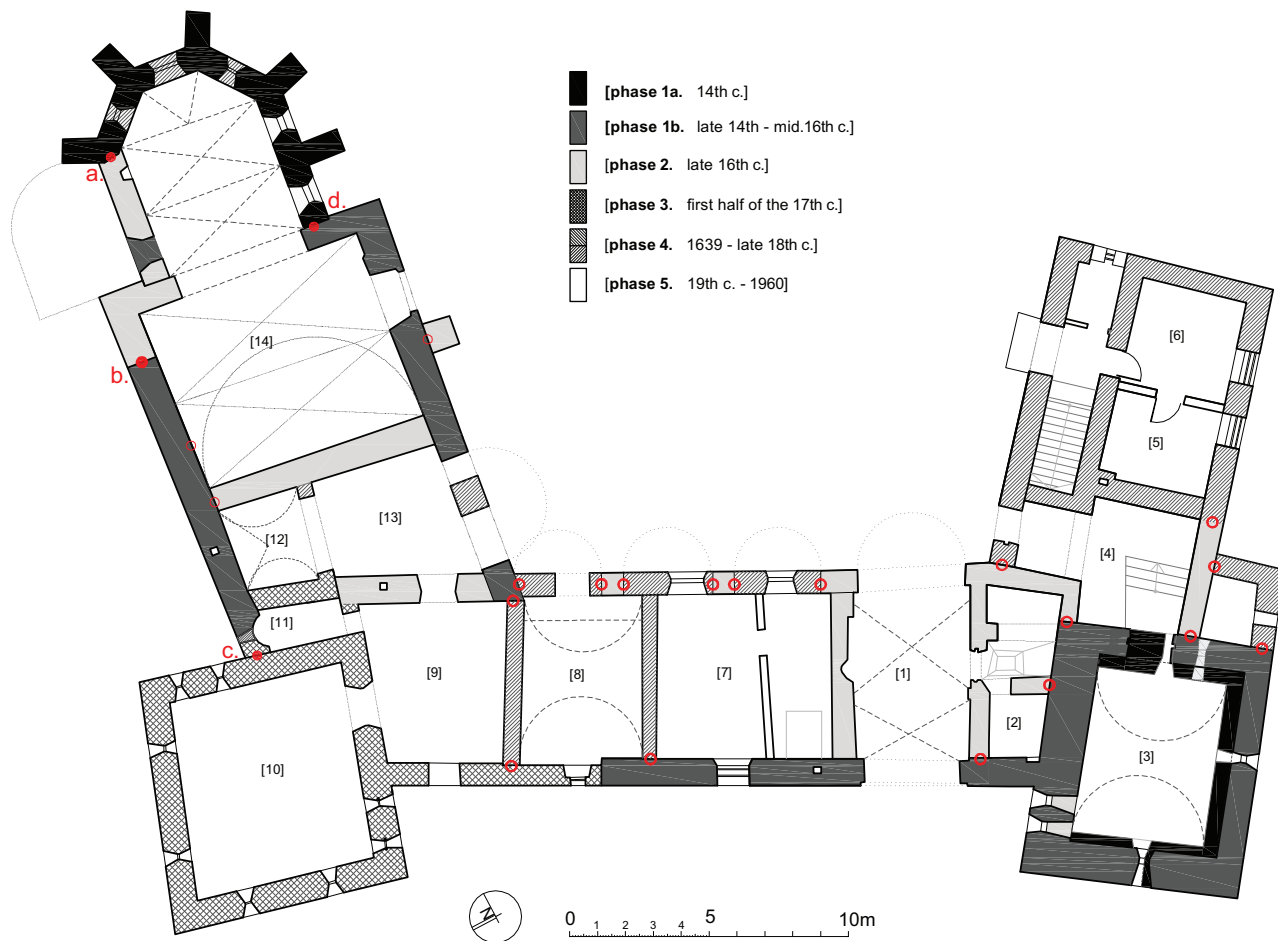 [phase 1a. 14th c.]
[phase 1b. late 14th - mid.16th c.]
[phase 2. late 16th c.]
[phase 3. first half of the 17th c.]
[phase 4. 1639 - late 18th c.]
[phase 5. 19th c. - 1960]
a.
d.
b.
c.
[14]
[13]
[12]
[11]
[10]
[9]
[8]
[7]
[1]
[2]
[3]
[4]
[5]
[6]
N
0 1 2 3 4 5 10m